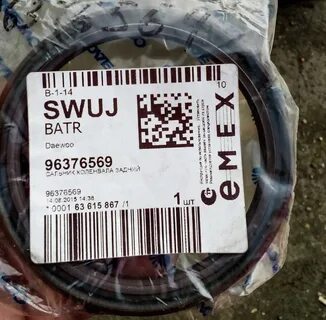 B-1-14
10
SWUJ
BATR
Daewoo
96376569
САЛЬНИК КОЛЕНВАЛА ЗАДНИЙ
96376569
14.08.2015 14:38
1 шт
* 0001 63 615 867 /1
emex